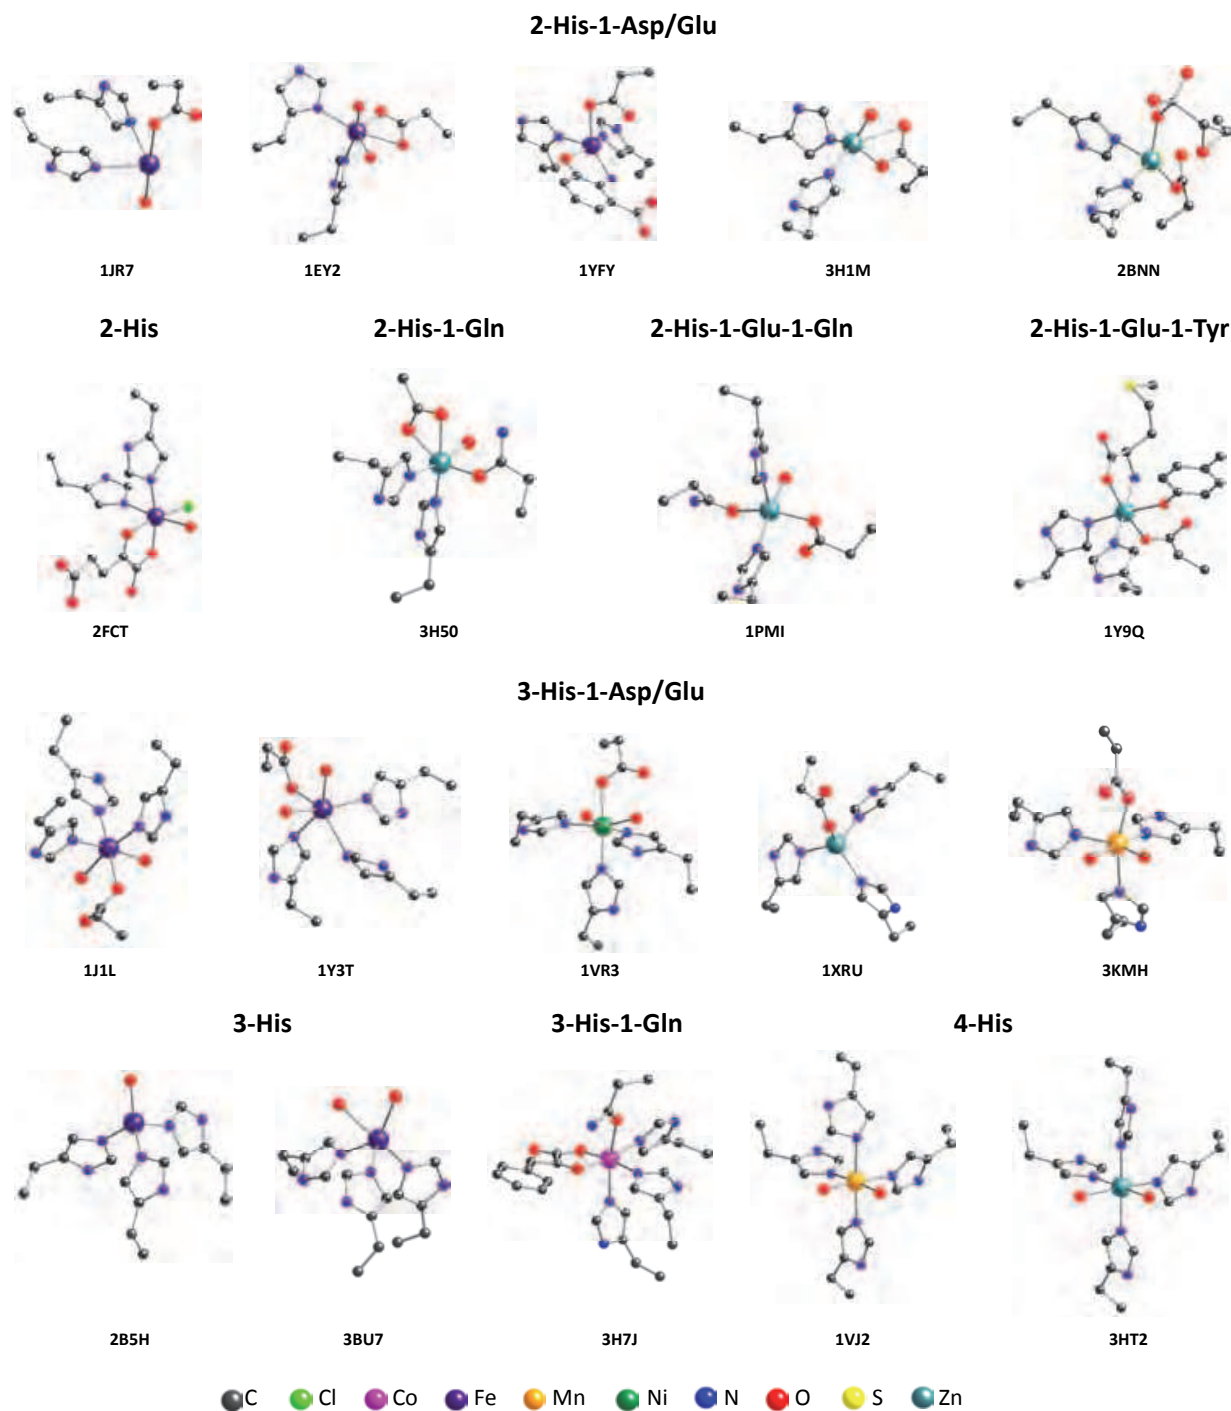 2-His-1-Asp/Glu
1JR7 1EY2 1YFY 3H1M 2BNN
2-His 2-His-1-Gln 2-His-1-Glu-1-Gln 2-His-1-Glu-1-Tyr
2FCT 3H50 1PMI 1Y9Q
3-His-1-Asp/Glu
1J1L 1Y3T 1VR3 1XRU 3KMH
3-His 3-His-1-Gln 4-His
2B5H 3BU7 3H7J 1VJ2 3HT2
C Cl Co Fe Mn Ni N O S Zn